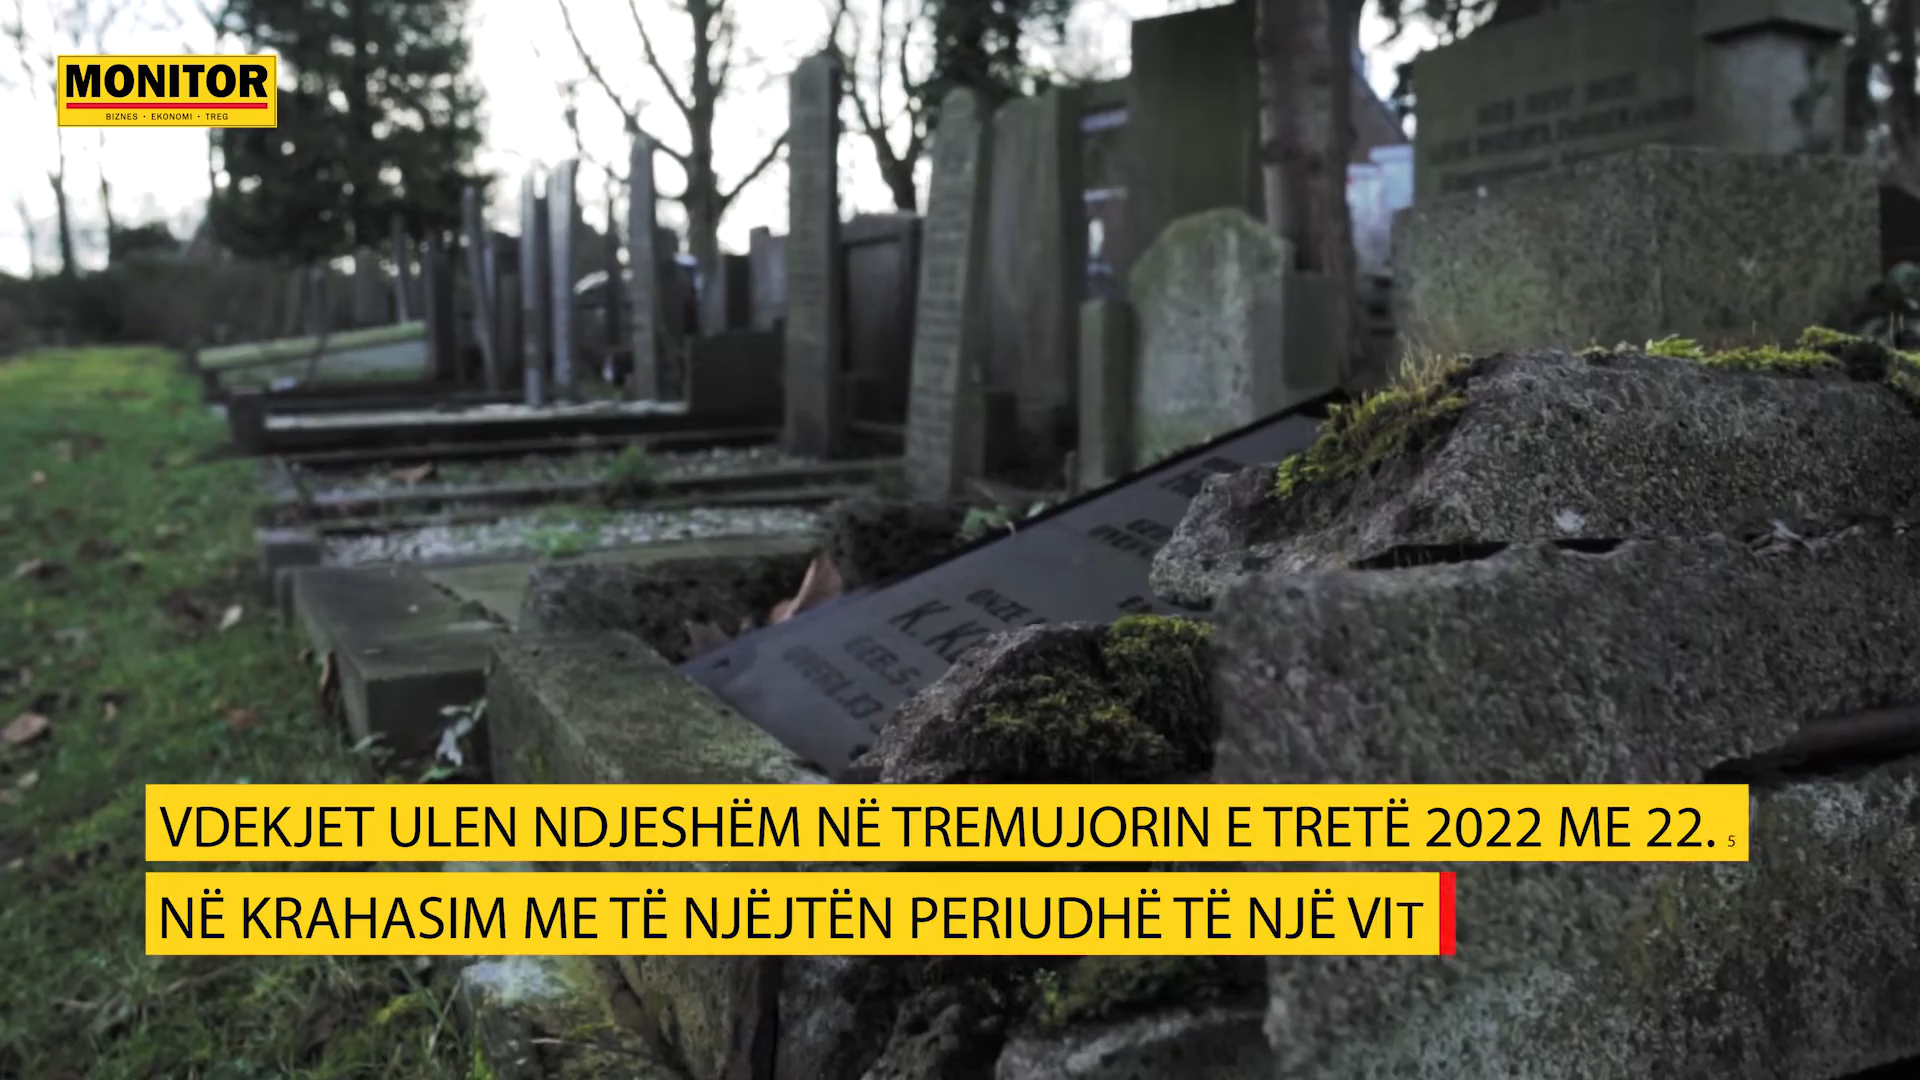 MONITOR
BIZNES · EKONOMI · TREG
K. K
VDEKJET ULEN NDJESHËM NË TREMUJORIN E TRETË 2022 ME 22. 5
NË KRAHASIM ME TË NJËJTËN PERIUDHË TË NJË VIT